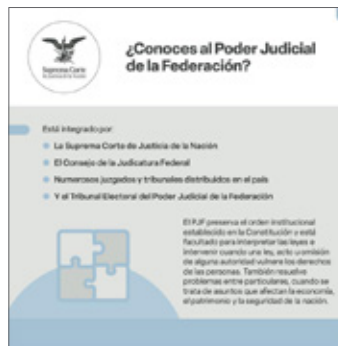 Suprema Corte
¿Conoces al Poder Judicial
de la Federación?
Está integrado por:
La Suprema Corte de Justicia de la Nación
El Consejo de la Judicatura Federal
Numerosos juzgados y tribunales distribuidos en el país
Y el Tribunal Electoral del Poder Judicial de la Federación
El PJF preserva el orden institucional
establecido en la Constitución y está
facultado para interpretar las leyes e
intervenir cuando una ley, acto u omisión
de alguna autoridad vulnere los derechos
de las personas. También resuelve
problemas entre particulares, cuando se
trata de asuntos que afectan la economía,
el patrimonio y la seguridad de la nación.